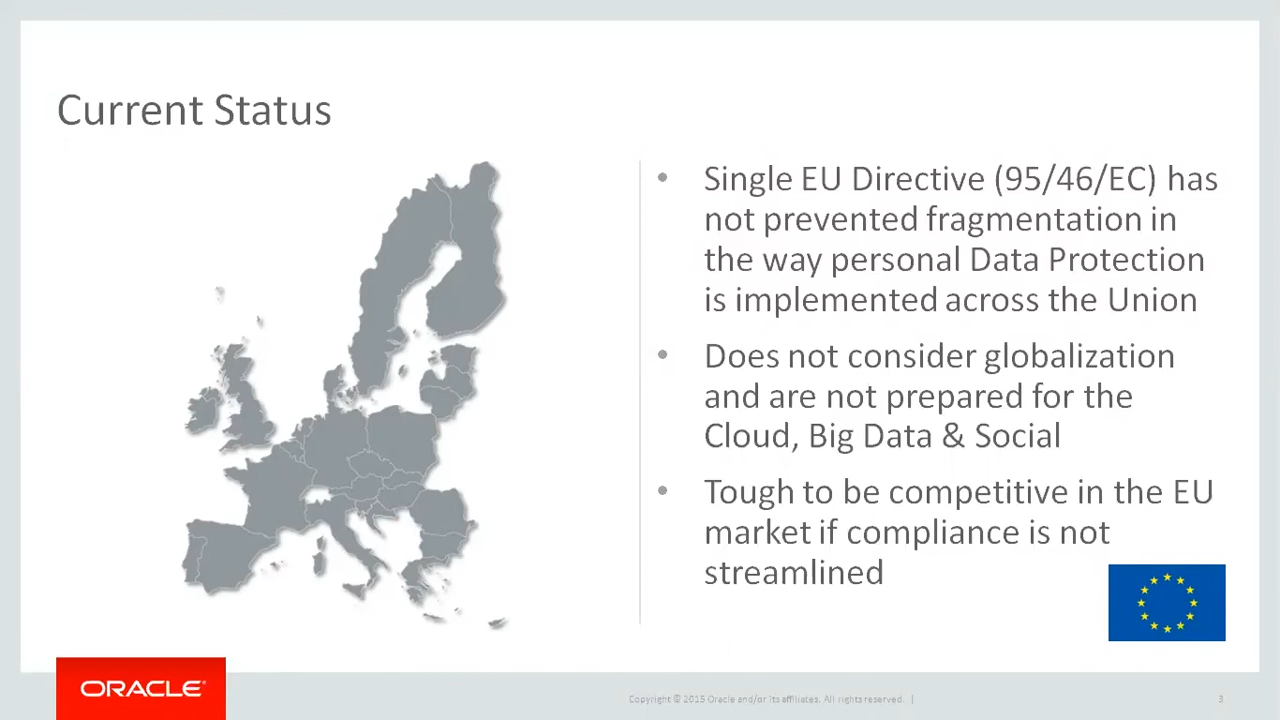 Current Status
• Single EU Directive (95/46/EC) has
not prevented fragmentation in
the way personal Data Protection
is implemented across the Union
• Does not consider globalization
and are not prepared for the
Cloud, Big Data & Social
• Tough to be competitive in the EU
market if compliance is not
streamlined
ORACLE®
Copyright © 2015 Oracle and/or its affiliates. All rights reserved. |
3